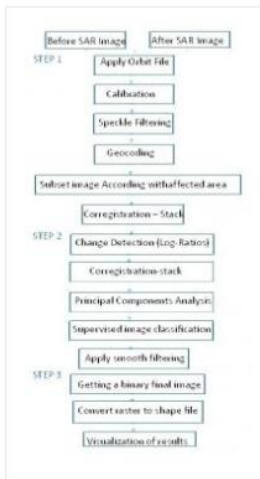 Before SAR Image
After SAR Image
STEP 1
Apply Orbit File
Calibration
Speckle Filtering
Geocoding
Subset image According withaffected area
Corregistration – Stack
STEP 2
Change Detection (Log-Ratios)
Corregistration-stack
Principal Components Analysis
Supervised image classification
Apply smooth filtering
STEP 3
Getting a binary final image
Convert raster to shape file
Visualization of results